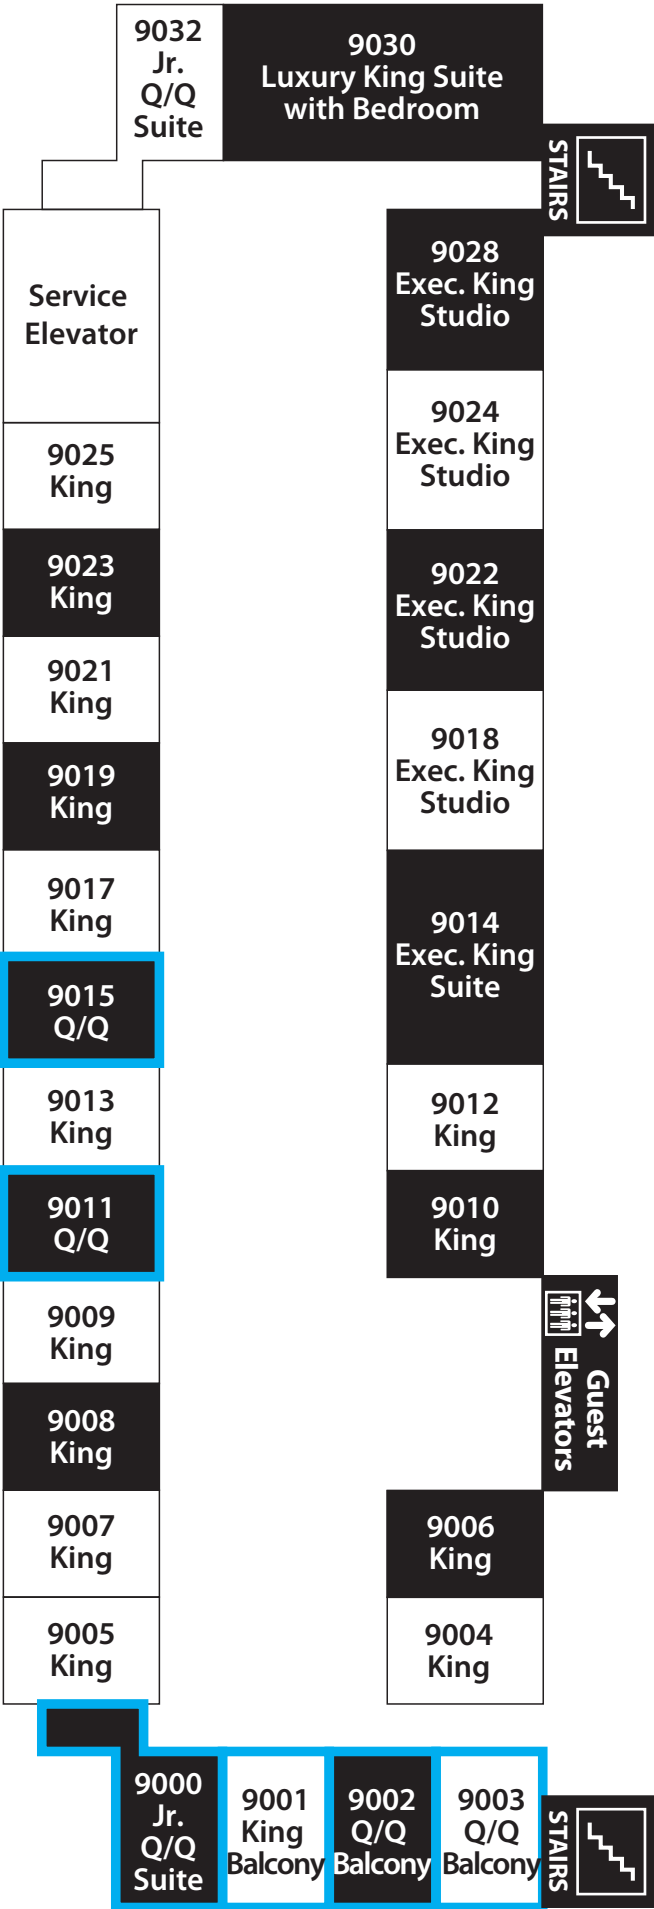 9032
Jr.
Q/Q
Suite
9030
Luxury King Suite
with Bedroom
STAIRS
Service
Elevator
9028
Exec. King
Studio
9025
King
9024
Exec. King
Studio
9023
King
9022
Exec. King
Studio
9021
King
9019
King
9018
Exec. King
Studio
9017
King
9015
Q/Q
9014
Exec. King
Suite
9013
King
9012
King
9011
Q/Q
9010
King
9009
King
Guest
Elevators
9008
King
9007
King
9006
King
9005
King
9004
King
9000
Jr.
Q/Q
Suite
9001
King
Balcony
9002
Q/Q
Balcony
9003
Q/Q
Balcony
STAIRS